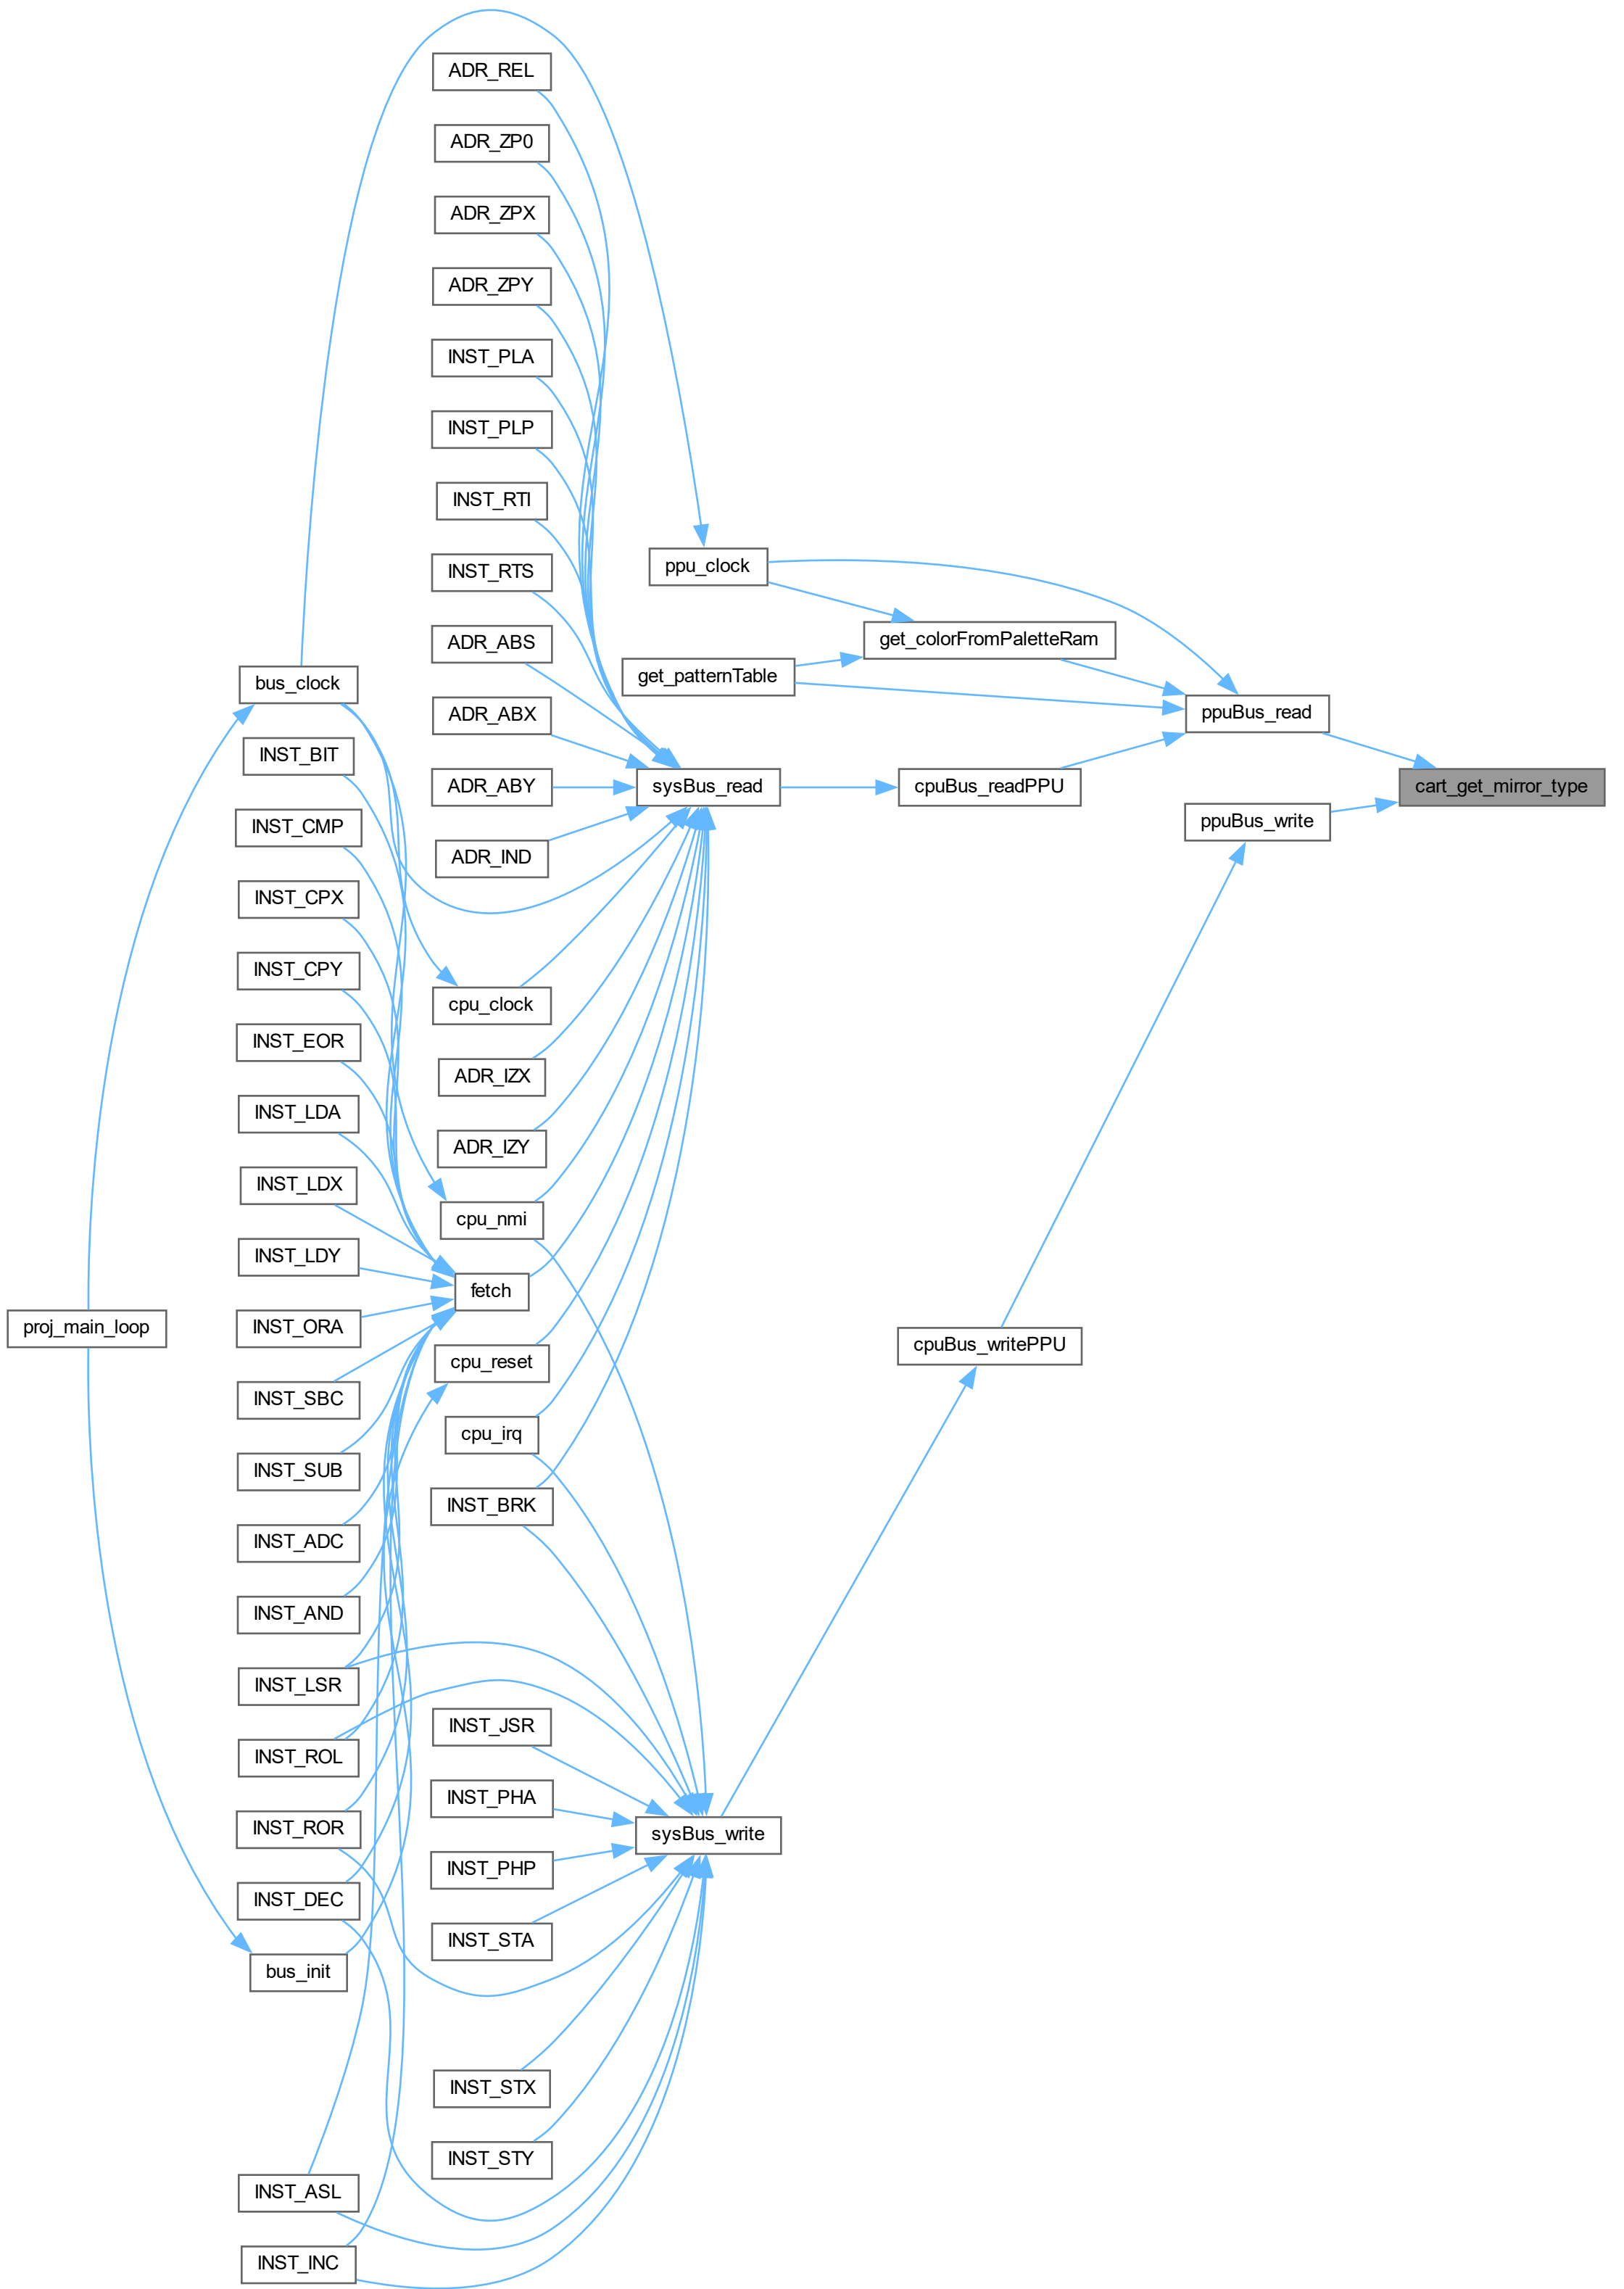 ADR_REL
ADR_ZP0
ADR_ZPX
ADR_ZPY
INST_PLA
INST_PLP
INST_RTI
INST_RTS
ppu_clock
ADR_ABS
get_colorFromPaletteRam
bus_clock
get_patternTable
ADR_ABX
ppuBus_read
INST_BIT
ADR_ABY
sysBus_read
cpuBus_readPPU
cart_get_mirror_type
INST_CMP
ppuBus_write
ADR_IND
INST_CPX
INST_CPY
cpu_clock
INST_EOR
ADR_IZX
INST_LDA
ADR_IZY
INST_LDX
cpu_nmi
INST_LDY
fetch
proj_main_loop
INST_ORA
cpuBus_writePPU
cpu_reset
INST_SBC
cpu_irq
INST_SUB
INST_BRK
INST_ADC
INST_AND
INST_LSR
INST_JSR
INST_ROL
INST_PHA
INST_ROR
sysBus_write
INST_PHP
INST_DEC
INST_STA
bus_init
INST_STX
INST_STY
INST_ASL
INST_INC